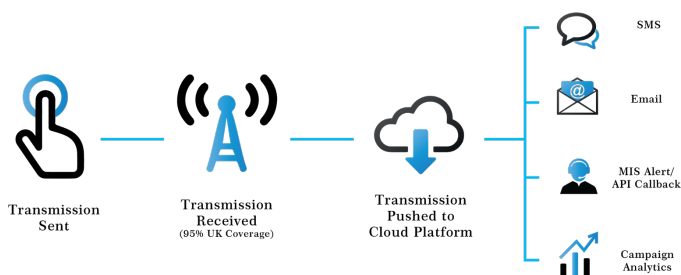 Transmission
Sent
Transmission
Received
(95% UK Coverage)
Transmission
Pushed to
Cloud Platform
SMS
@
Email
MIS Alert/
API Callback
Campaign
Analytics